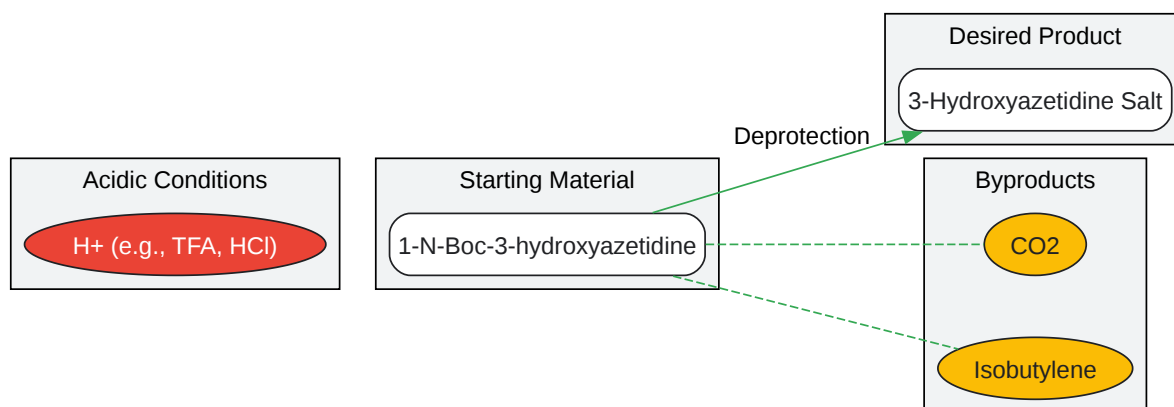 Desired Product
3-Hydroxyazetidine Salt
Deprotection
Acidic Conditions
H+ (e.g., TFA, HCl)
Starting Material
1-N-Boc-3-hydroxyazetidine
Byproducts
CO2
Isobutylene